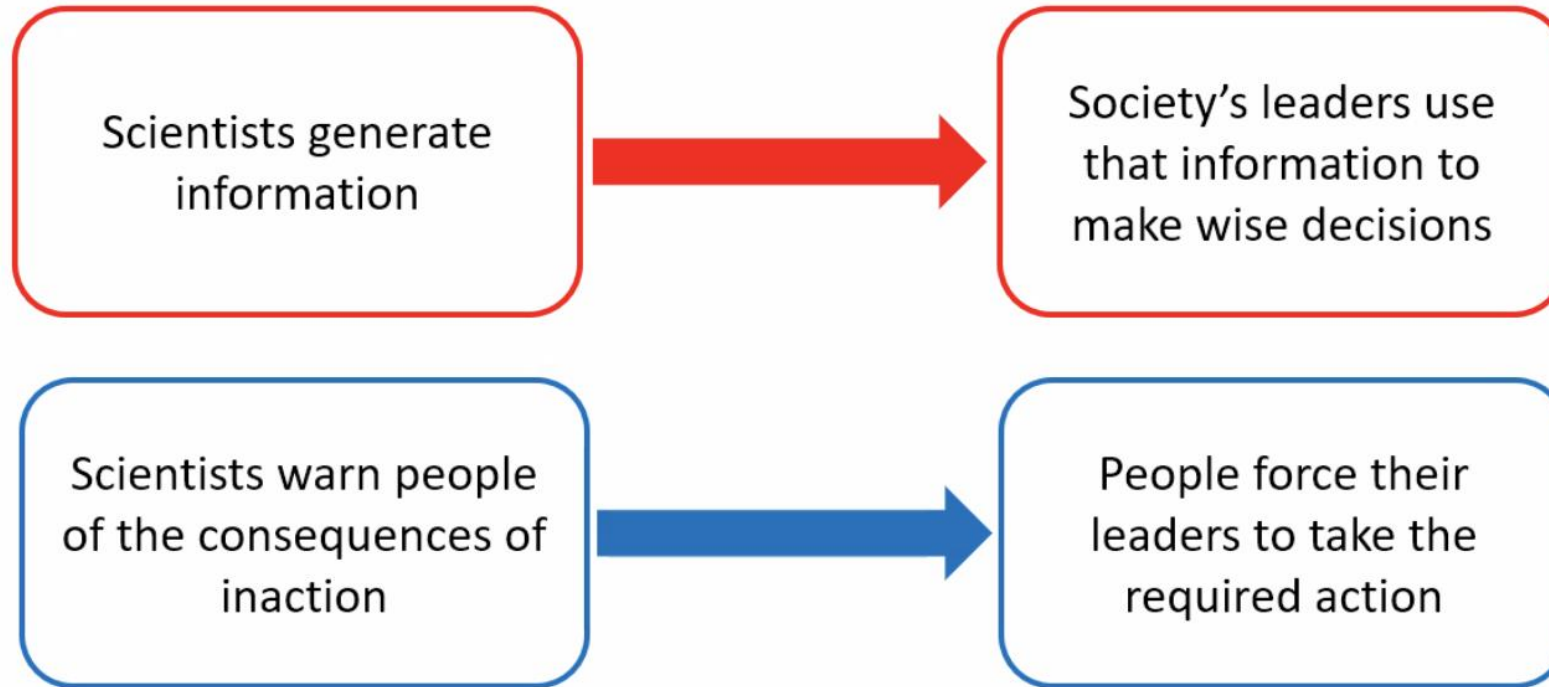 Scientists generate
information
Society’s leaders use
that information to
make wise decisions
Scientists warn people
of the consequences of
inaction
People force their
leaders to take the
required action